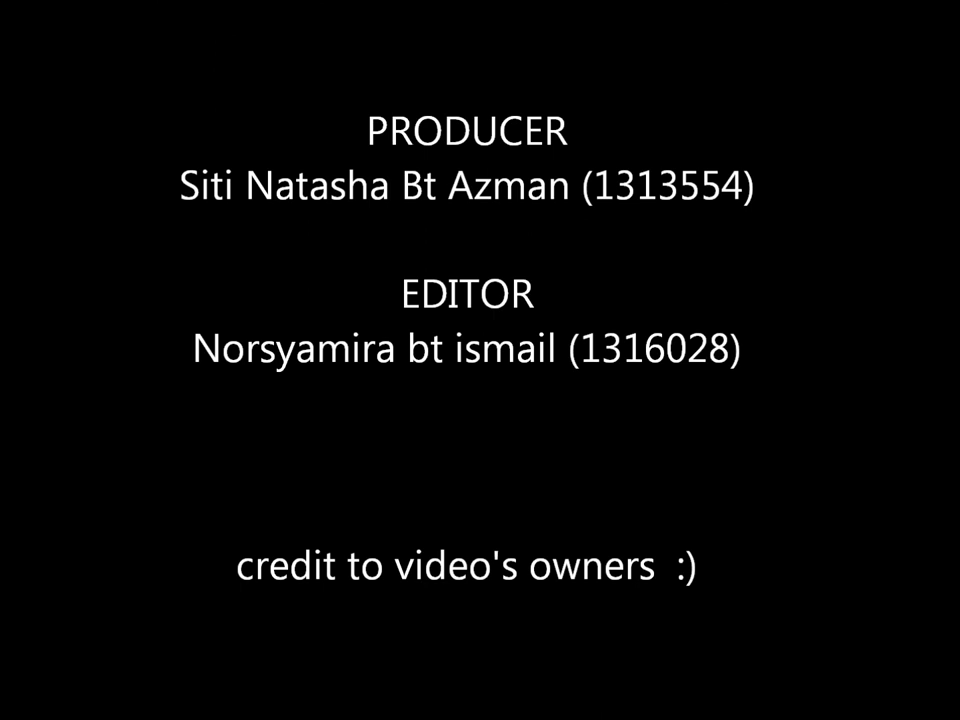 PRODUCER
Siti Natasha Bt Azman (1313554)
EDITOR
Norsyamira bt ismail (1316028)
credit to video's owners  :)